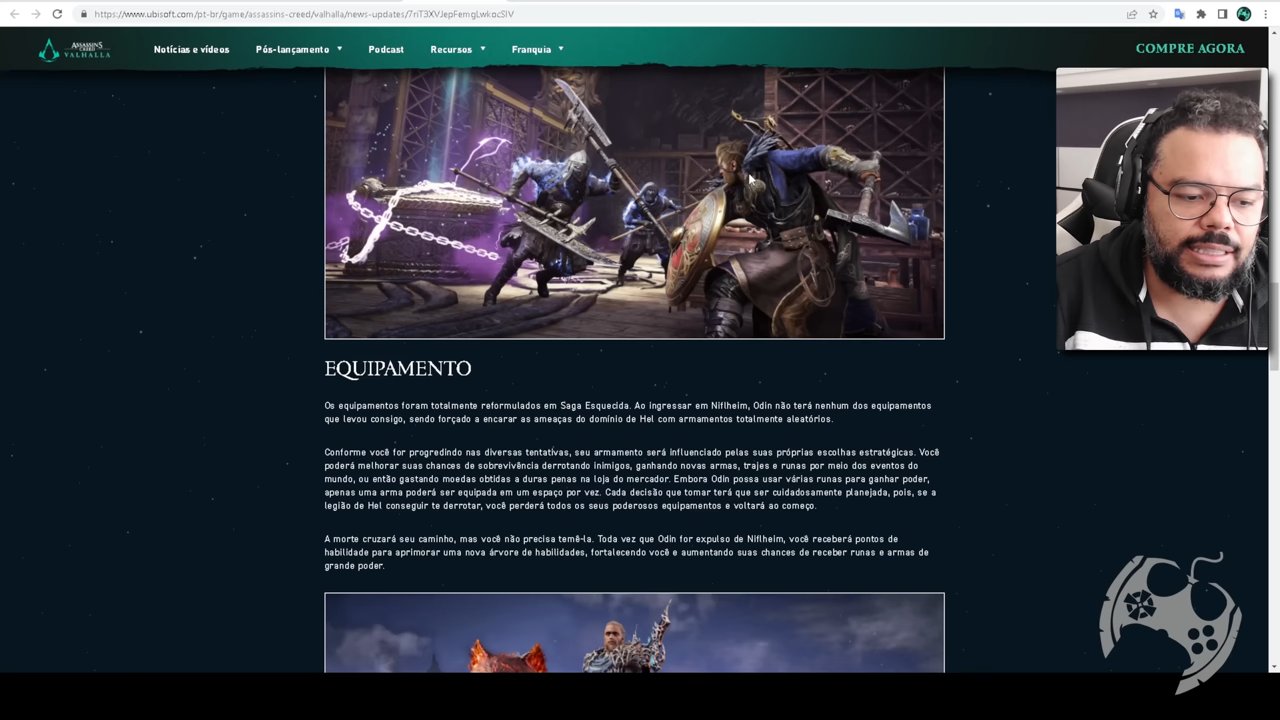 https://www.ubisoft.com/pt-br/game/assassins-creed/valhalla/news-updates/7riT3XVJepFemgLwkacSIV
ASSASSIN'S
CREED
VALHALLA
Notícias e vídeos
Pós-lançamento
Podcast
Recursos
Franquia
COMPRE AGORA
EQUIPAMENTO
Os equipamentos foram totalmente reformulados em Saga Esquecida. Ao ingressar em Niflheim, Odin não terá nenhum dos equipamentos
que levou consigo, sendo forçado a encarar as ameaças do domínio de Hel com armamentos totalmente aleatórios.
Conforme você for progredindo nas diversas tentativas, seu armamento será influenciado pelas suas próprias escolhas estratégicas. Você
poderá melhorar suas chances de sobrevivência derrotando inimigos, ganhando novas armas, trajes e runas por meio dos eventos do
mundo, ou então gastando moedas obtidas a duras penas na loja do mercador. Embora Odin possa usar várias runas para ganhar poder,
apenas uma arma poderá ser equipada em um espaço por vez. Cada decisão que tomar terá que ser cuidadosamente planejada, pois, se a
legião de Hel conseguir te derrotar, você perderá todos os seus poderosos equipamentos e voltará ao começo.
A morte cruzará seu caminho, mas você não precisa temê-la. Toda vez que Odin for expulso de Niflheim, você receberá pontos de
habilidade para aprimorar uma nova árvore de habilidades, fortalecendo você e aumentando suas chances de receber runas e armas de
grande poder.